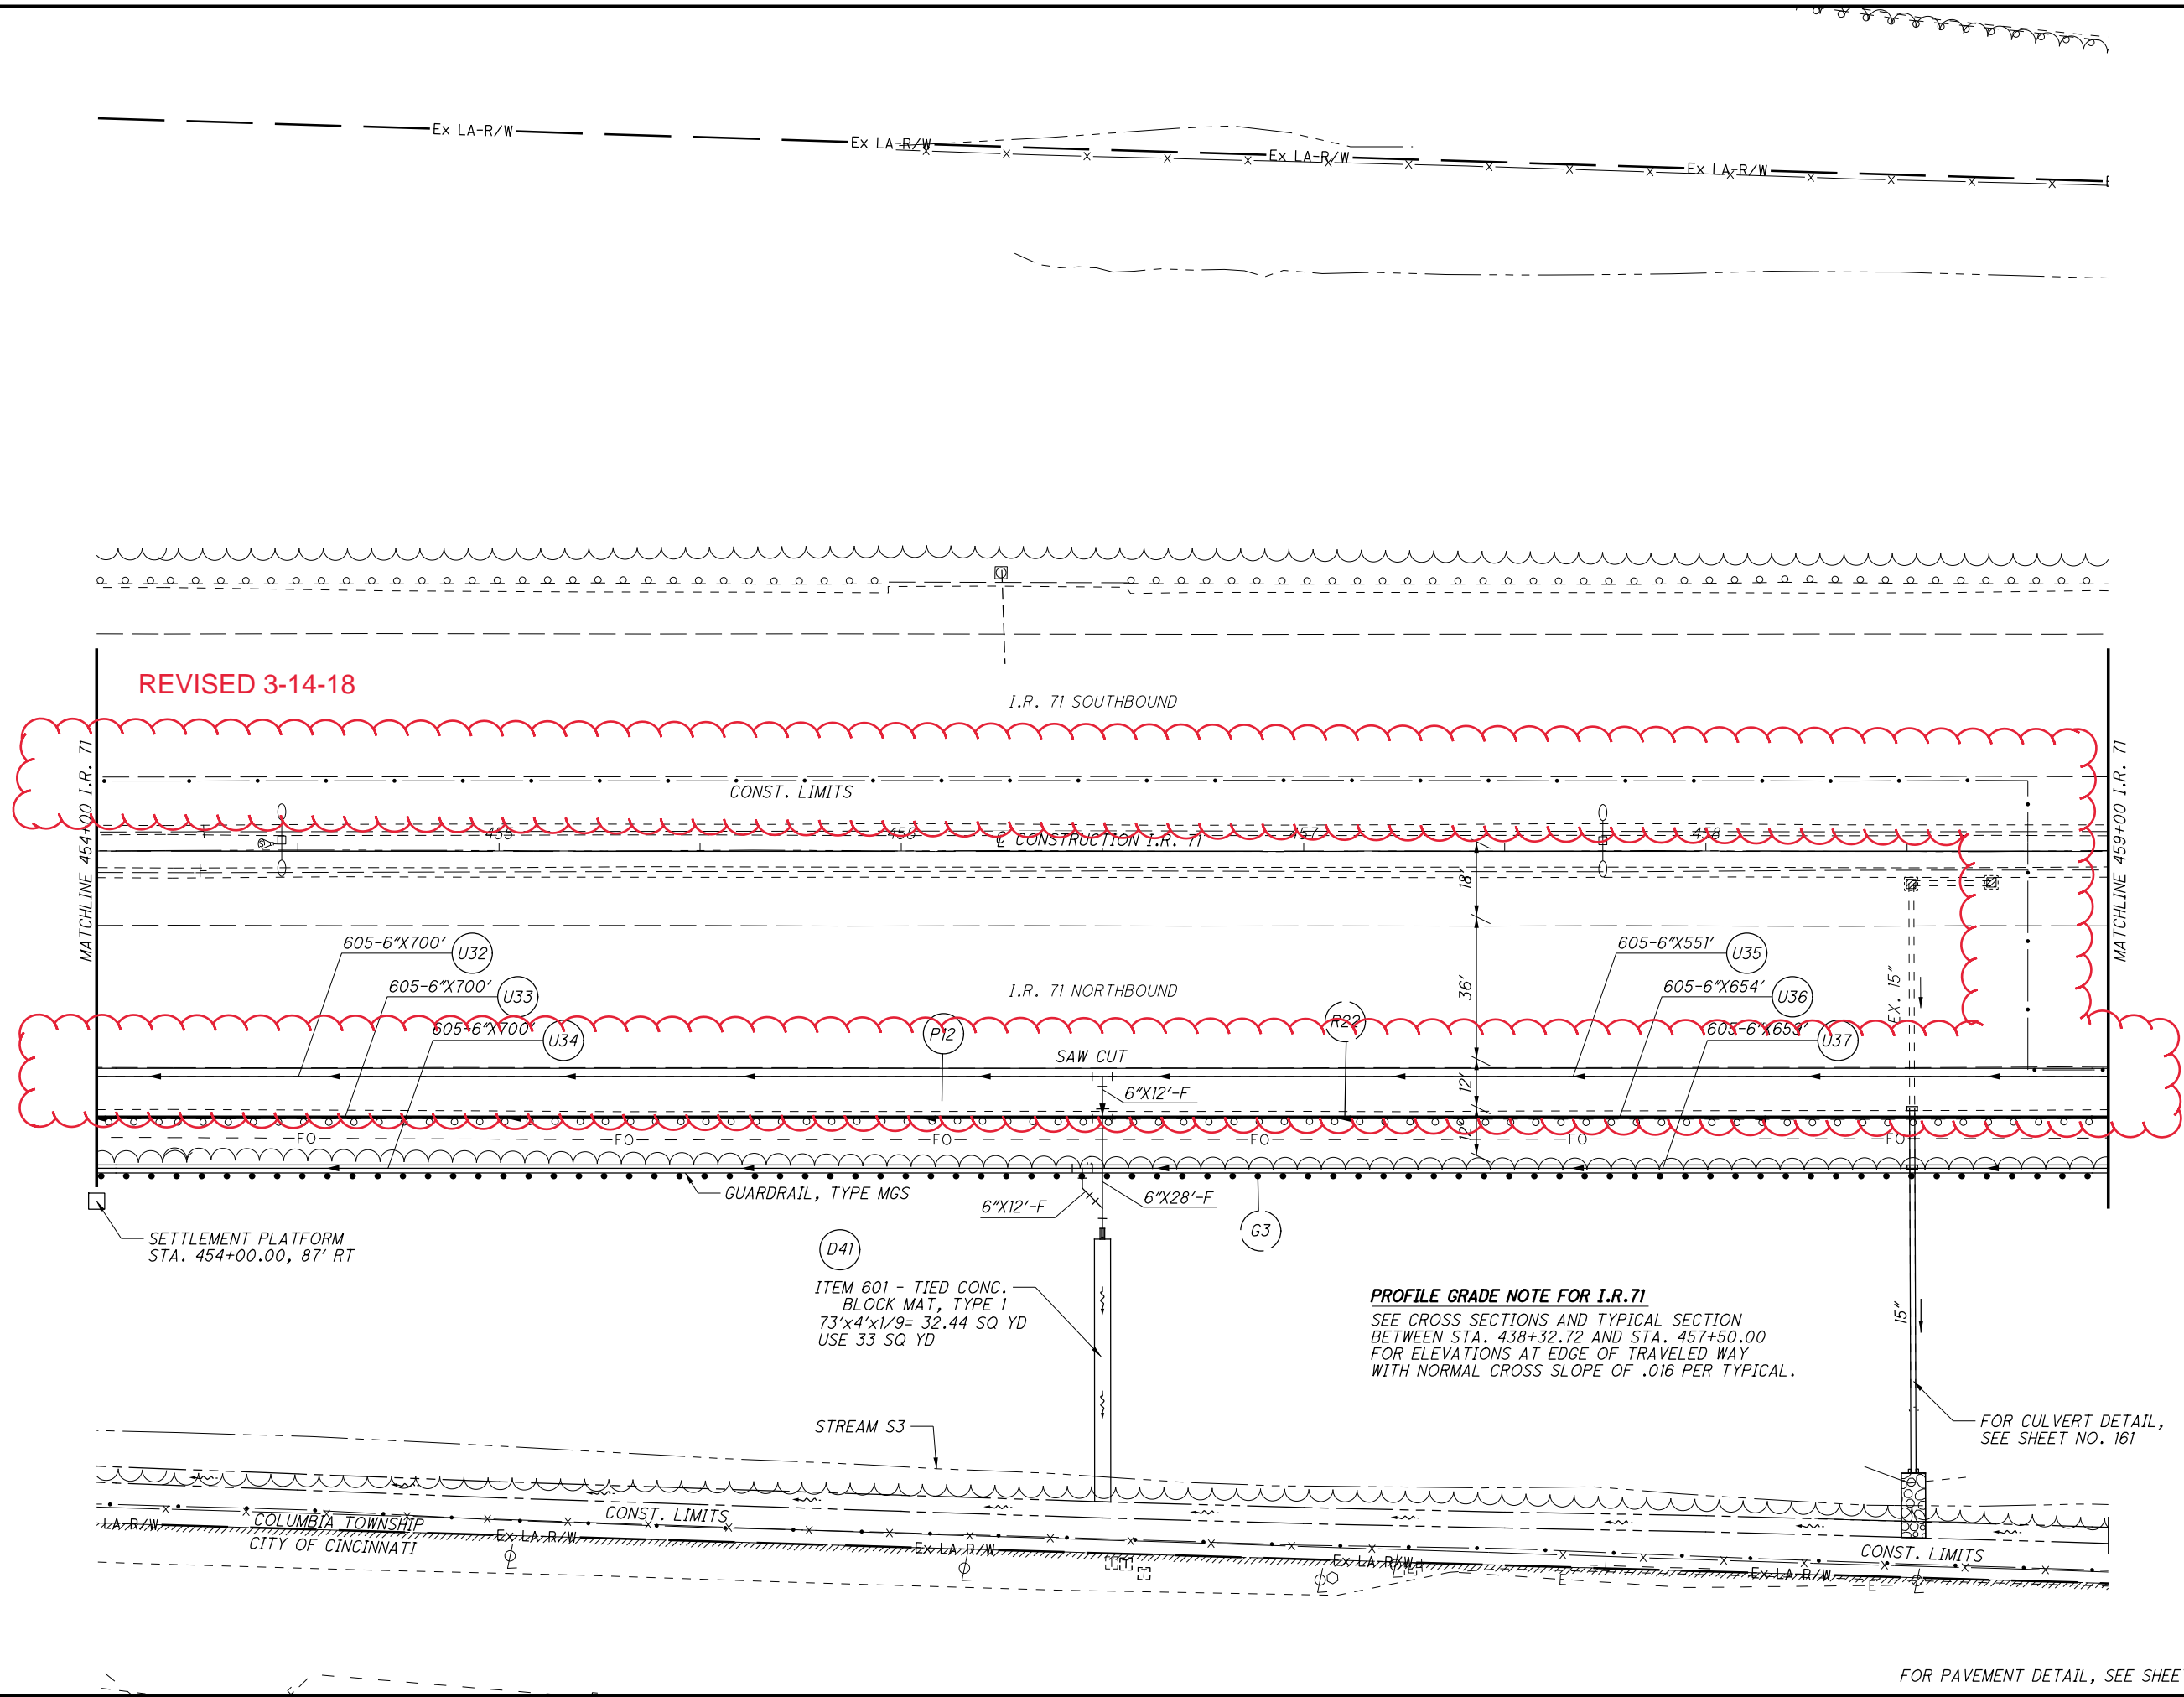 Ex LA-R/W
Ex LA-R/W
Ex LA-R/W
Ex LA-R/W
REVISED 3-14-18
I.R. 71 SOUTHBOUND
MATCHLINE 454+00 I.R. 71
MATCHLINE 459+00 I.R. 71
CONST. LIMITS
455
456
457
458
℄ CONSTRUCTION I.R. 71
18'
36'
12'
12'
605-6"X700' U32
605-6"X700' U33
605-6"X700' U34
I.R. 71 NORTHBOUND
605-6"X551' U35
605-6"X654' U36
605-6"X659' U37
EX. 15"
P12
R22
SAW CUT
6"X12'-F
FO
FO
FO
FO
FO
FO
GUARDRAIL, TYPE MGS
6"X12'-F
6"X28'-F
G3
SETTLEMENT PLATFORM
STA. 454+00.00, 87' RT
D41
ITEM 601 - TIED CONC.
BLOCK MAT, TYPE 1
73'x4'x1/9= 32.44 SQ YD
USE 33 SQ YD
PROFILE GRADE NOTE FOR I.R.71
SEE CROSS SECTIONS AND TYPICAL SECTION
BETWEEN STA. 438+32.72 AND STA. 457+50.00
FOR ELEVATIONS AT EDGE OF TRAVELED WAY
WITH NORMAL CROSS SLOPE OF .016 PER TYPICAL.
15"
STREAM S3
FOR CULVERT DETAIL,
SEE SHEET NO. 161
LA-R/W
COLUMBIA TOWNSHIP
CITY OF CINCINNATI
CONST. LIMITS
Ex LA-R/W
Ex LA-R/W
Ex LA-R/W
Ex LA-R/W
CONST. LIMITS
E
E
FOR PAVEMENT DETAIL, SEE SHEE